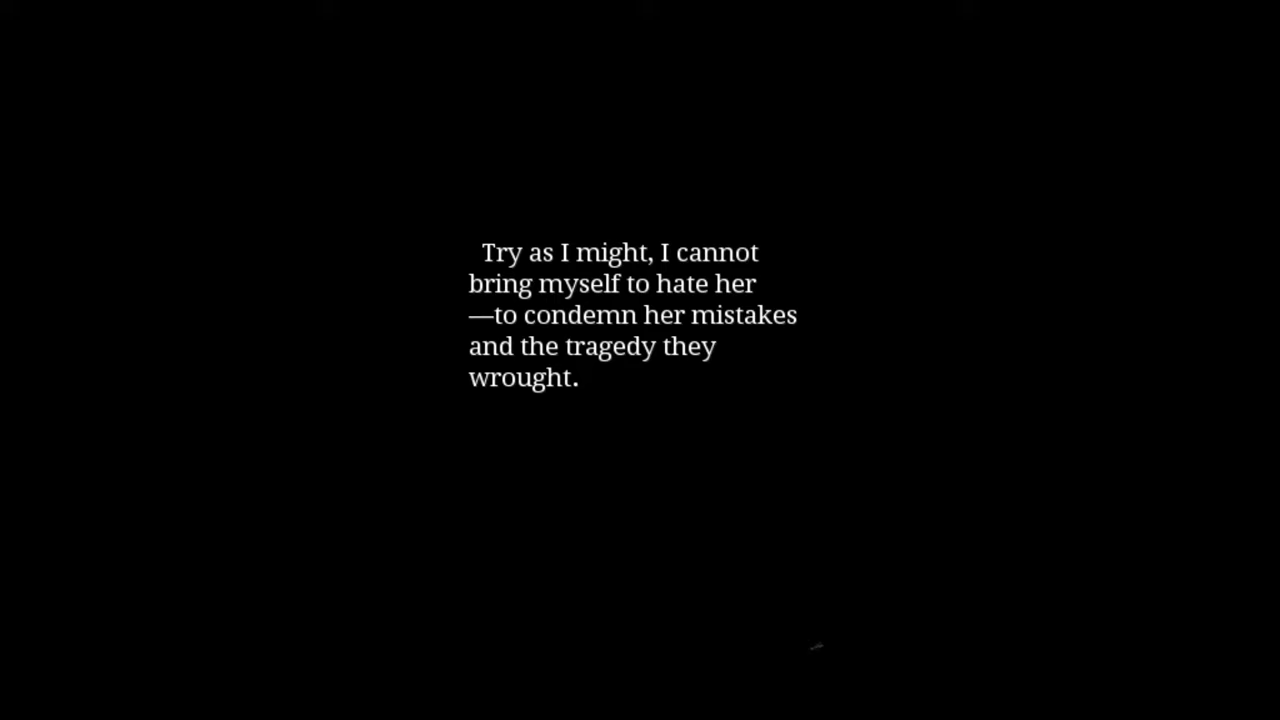 Try as I might, I cannot
bring myself to hate her
—to condemn her mistakes
and the tragedy they
wrought.